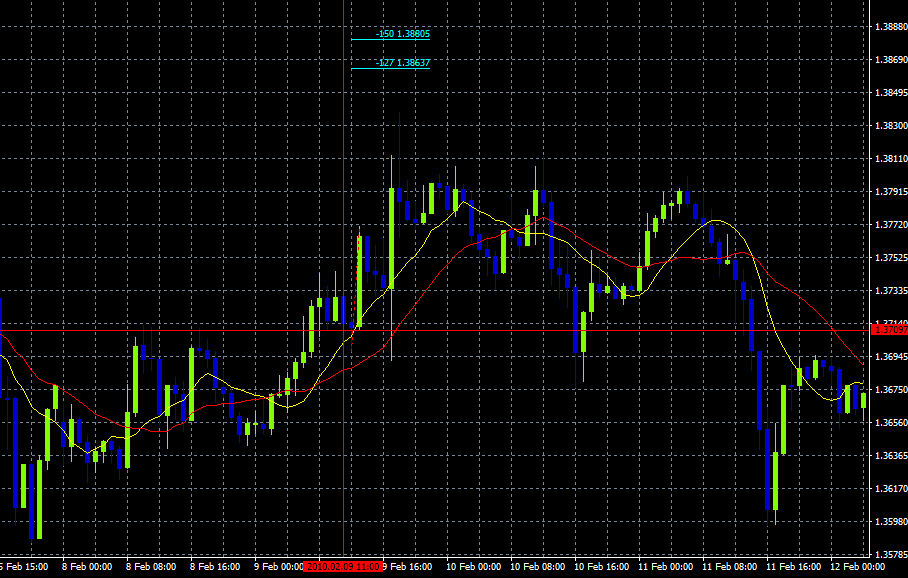 1.38880
-150 1.38805
-127 1.38637
1.38690
1.38495
1.38300
1.38110
1.37915
1.37720
1.37525
1.37335
1.37140
1.37097
1.36945
1.36750
1.36560
1.36365
1.36170
1.35980
1.35785
5 Feb 15:00
8 Feb 00:00
8 Feb 08:00
8 Feb 16:00
9 Feb 00:00
2010.02.09 11:00
9 Feb 16:00
10 Feb 00:00
10 Feb 08:00
10 Feb 16:00
11 Feb 00:00
11 Feb 08:00
11 Feb 16:00
12 Feb 00:00